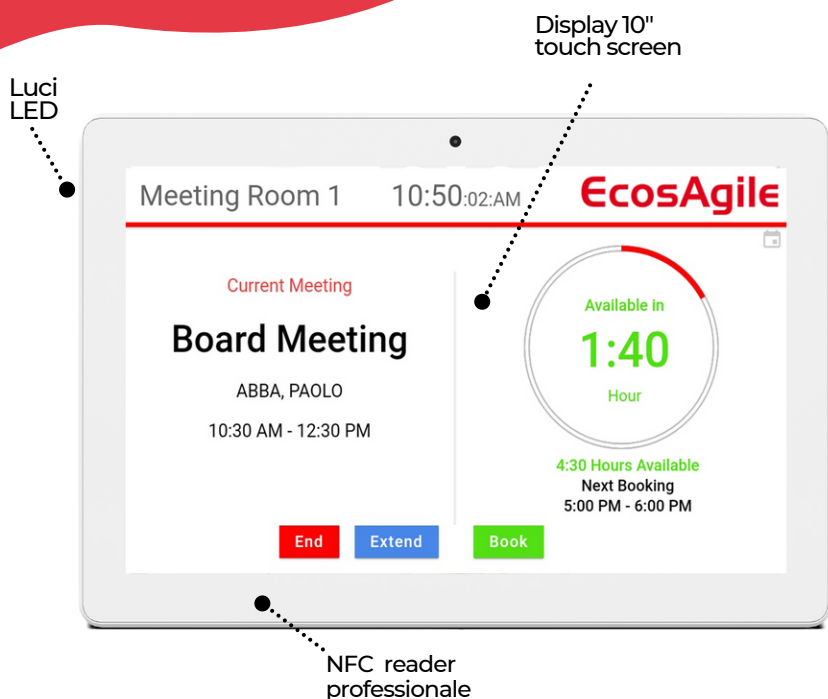 Display 10"
touch screen
Luci
LED
Meeting Room 1 10:50:02:AM EcosAgile
Current Meeting
Board Meeting
ABBA, PAOLO
10:30 AM - 12:30 PM
Available in
1:40
Hour
4:30 Hours Available
Next Booking
5:00 PM - 6:00 PM
End Extend Book
NFC reader
professionale